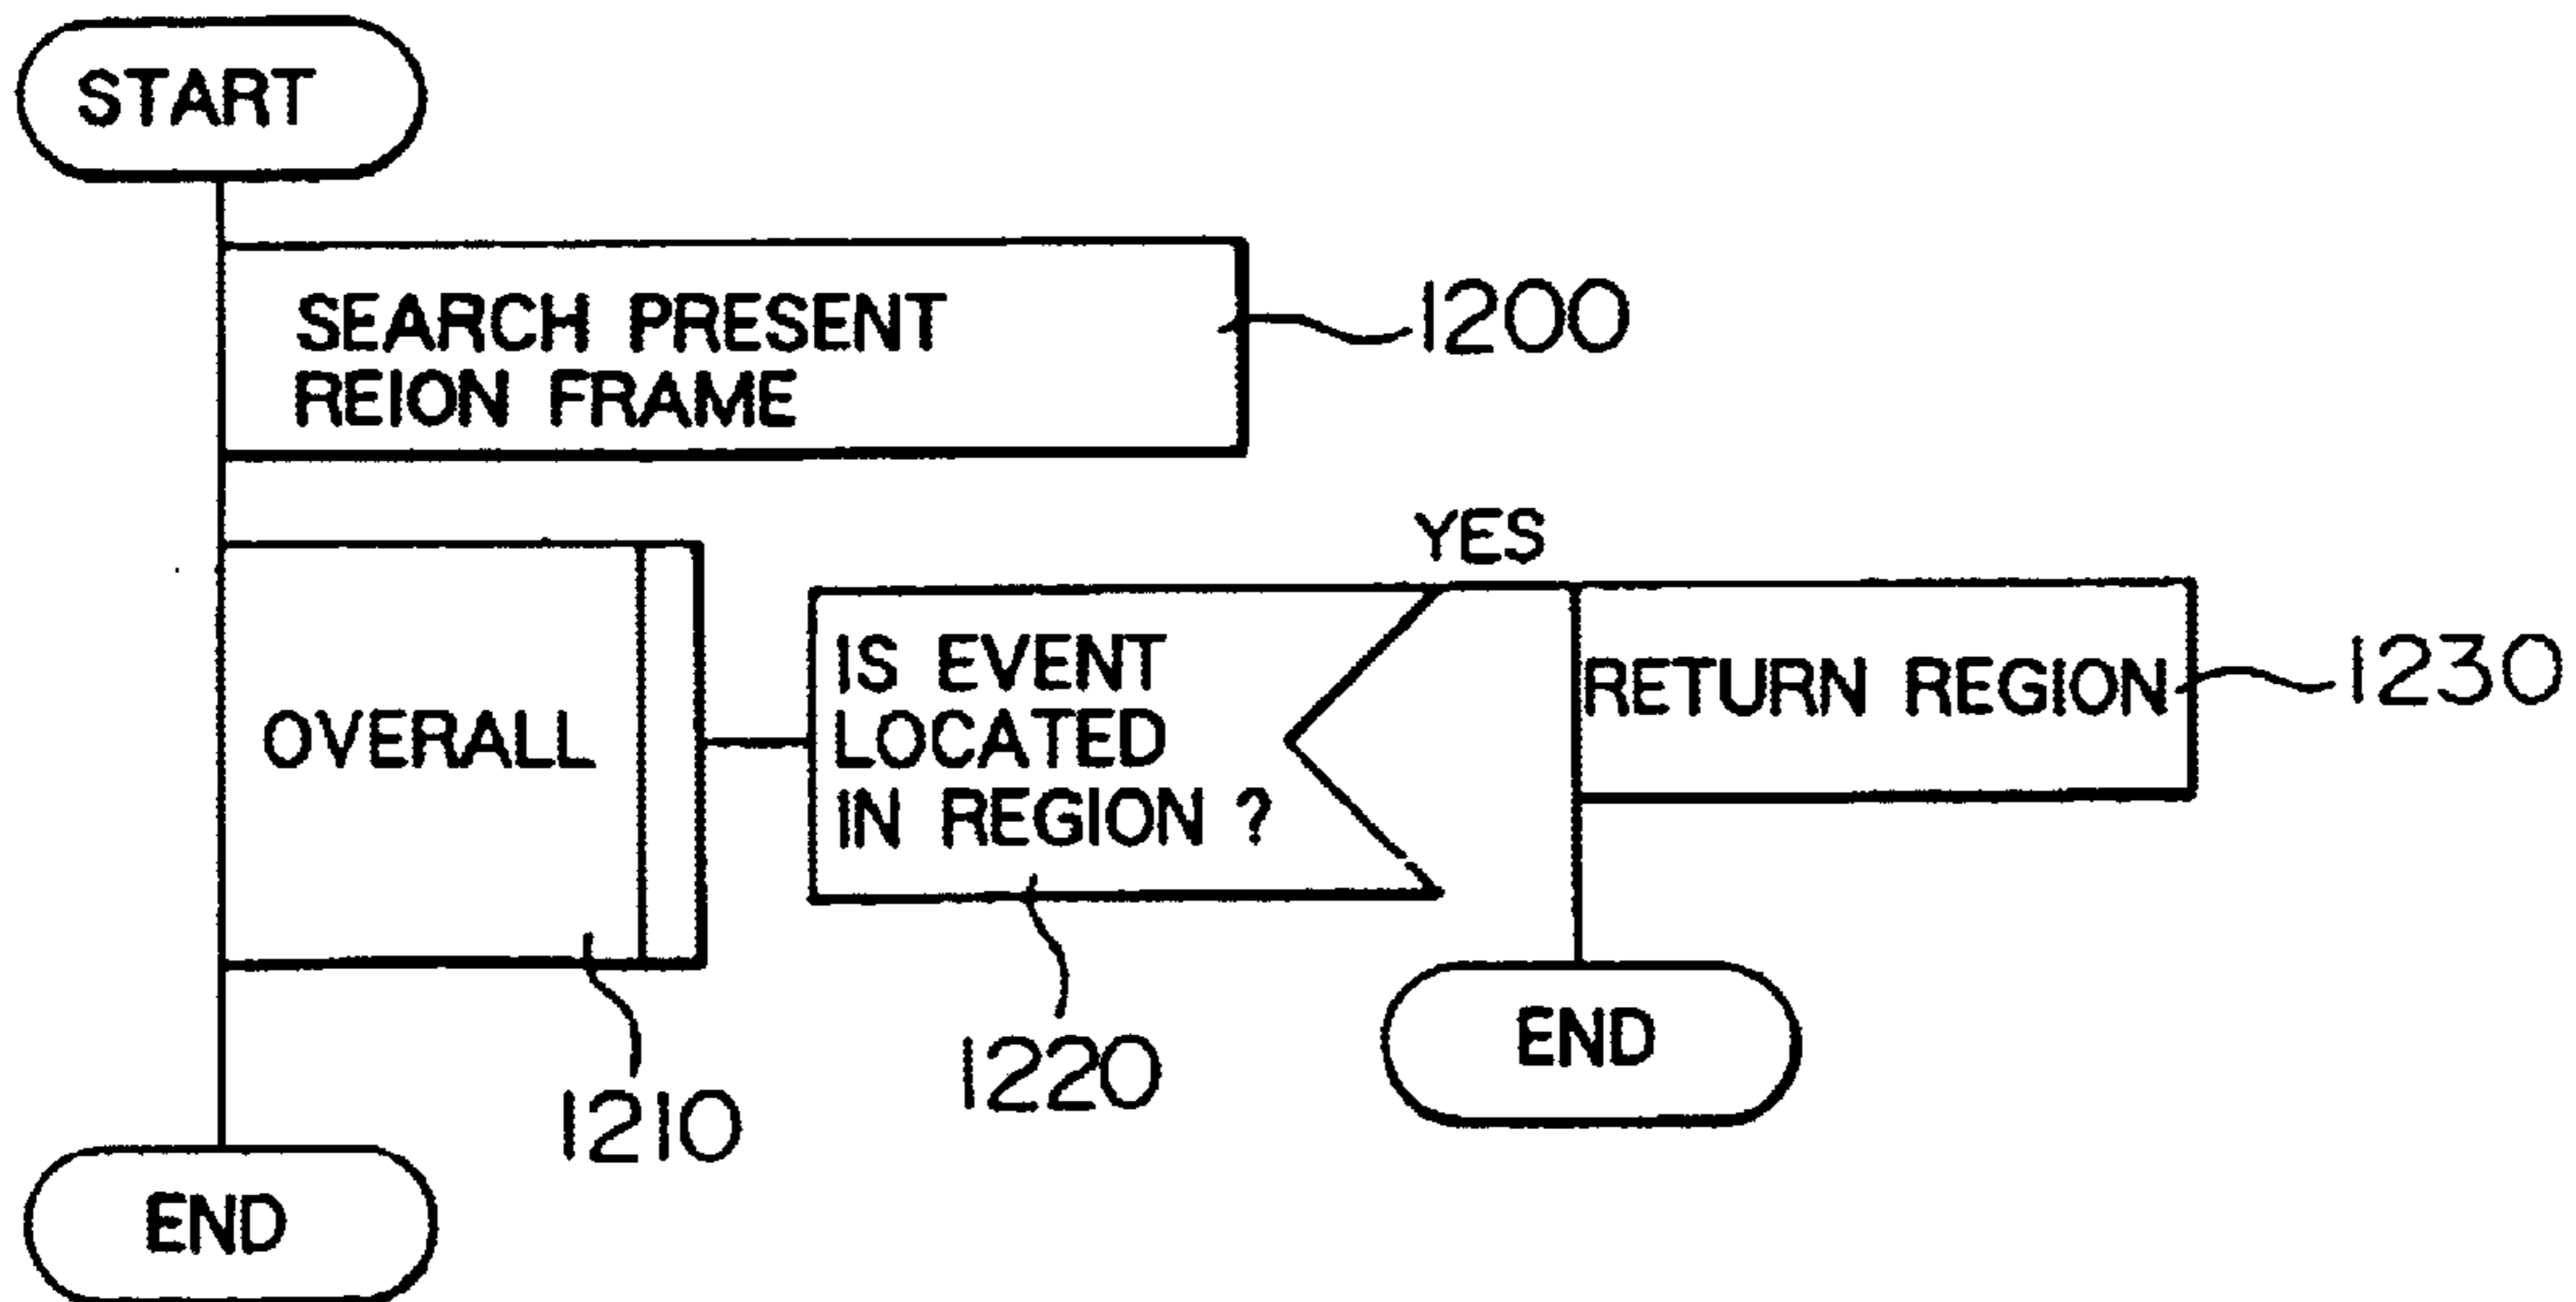 START
SEARCH PRESENT
REION FRAME
1200
OVERALL
1210
YES
IS EVENT
LOCATED
IN REGION ?
1220
RETURN REGION
1230
END
END